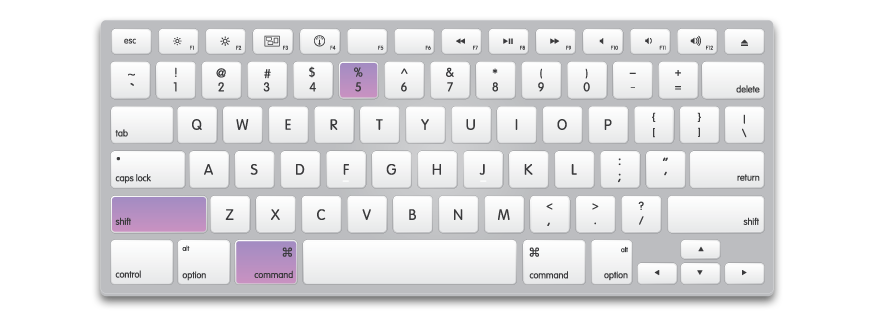 esc F1 F2 F3 F4 F5 F6 F7 F8 F9 F10 F11 F12
~ ! @ # $ % ^ & * ( ) – +
` 1 2 3 4 5 6 7 8 9 0 - = delete
tab Q W E R T Y U I O P { [ } ] | \
caps lock A S D F G H J K L : ; " ' return
shift Z X C V B N M < , > . ? / shift
control alt option ⌘ command ⌘ command alt option